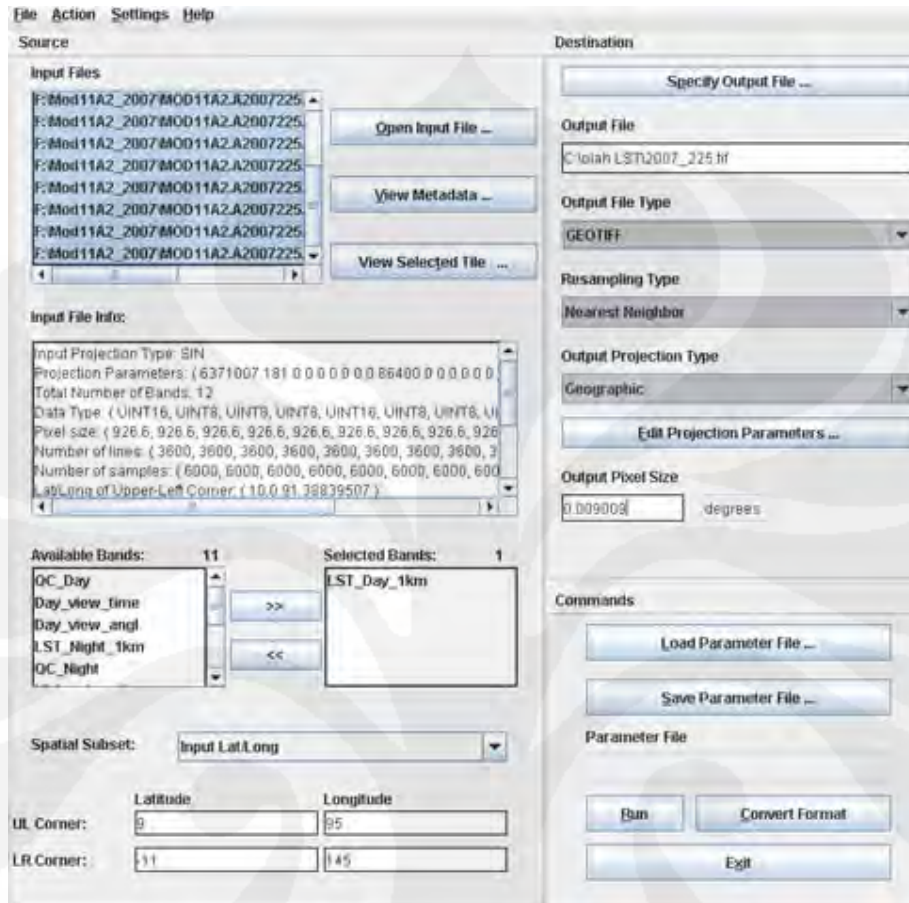 File Action Settings Help
Source
Input Files
F:\Mod11A2_2007\MOD11A2.A2007225.
F:\Mod11A2_2007\MOD11A2.A2007225.
F:\Mod11A2_2007\MOD11A2.A2007225.
F:\Mod11A2_2007\MOD11A2.A2007225.
F:\Mod11A2_2007\MOD11A2.A2007225.
F:\Mod11A2_2007\MOD11A2.A2007225.
F:\Mod11A2_2007\MOD11A2.A2007225.
F:\Mod11A2_2007\MOD11A2.A2007225.
Open Input File ...
View Metadata ...
View Selected Tile ...
Input File Info:
Input Projection Type: SIN
Projection Parameters: ( 6371007.181 0.0 0.0 0.0 0.0 0.0 0.0 86400.0 0.0 0.0 0.0
Total Number of Bands: 12
Data Type: ( UINT16, UINT8, UINT8, UINT8, UINT16, UINT8, UINT8, UI
Pixel size: ( 926.6, 926.6, 926.6, 926.6, 926.6, 926.6, 926.6, 926.6, 926
Number of lines: ( 3600, 3600, 3600, 3600, 3600, 3600, 3600, 3600, 3
Number of samples: ( 6000, 6000, 6000, 6000, 6000, 6000, 6000, 600
Lat/Long of Upper-Left Corner: ( 10.0 91.38839507 )
Available Bands: 11
QC_Day
Day_view_time
Day_view_angl
LST_Night_1km
QC_Night
>>
<<
Selected Bands: 1
LST_Day_1km
Spatial Subset: Input Lat/Long
Latitude Longitude
UL Corner: 9 95
LR Corner: -11 145
Destination
Specify Output File ...
Output File
C:\olah LST\2007_225.tif
Output File Type
GEOTIFF
Resampling Type
Nearest Neighbor
Output Projection Type
Geographic
Edit Projection Parameters ...
Output Pixel Size
0.009009 degrees
Commands
Load Parameter File ...
Save Parameter File ...
Parameter File
Run Convert Format
Exit